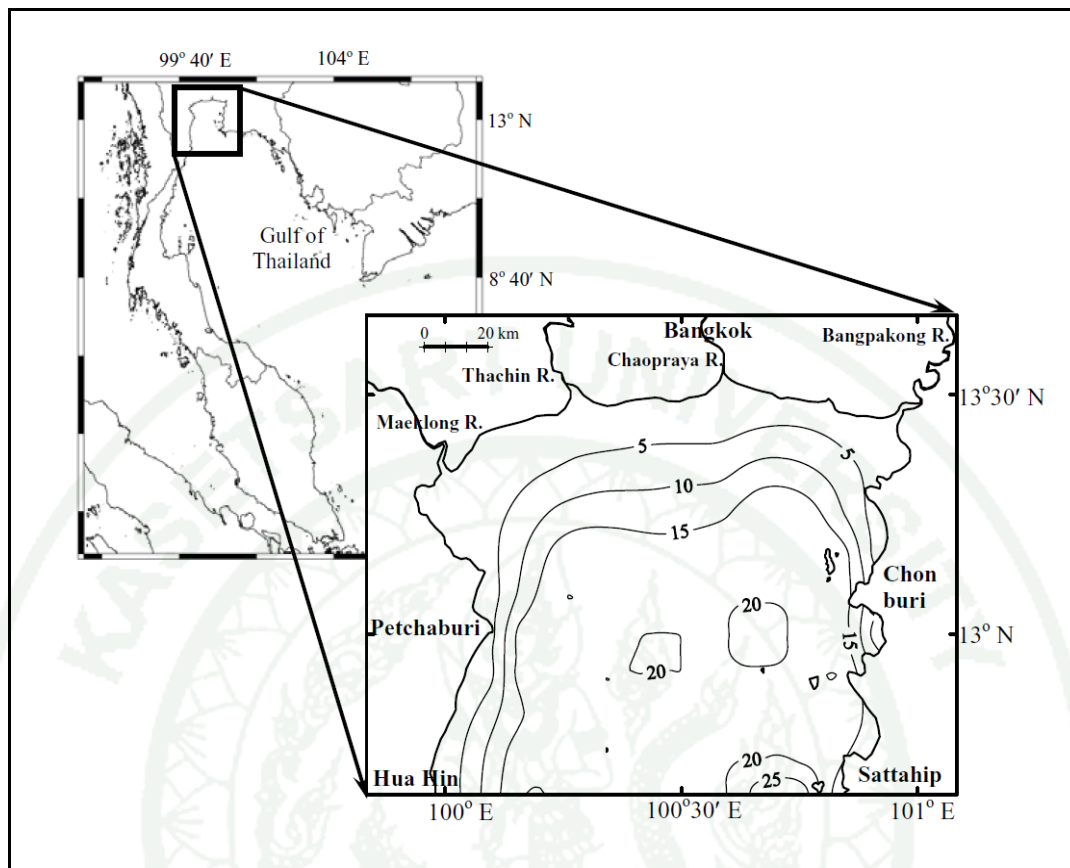 99° 40′ E
104° E
13° N
Gulf of
Thailand
8° 40′ N
0 20 km
Bangkok
Bangpakong R.
Chaopraya R.
Thachin R.
13°30′ N
Maeklong R.
5
5
10
15
Chon
buri
20
Petchaburi
15
13° N
20
20
Hua Hin
25
Sattahip
100° E
100°30′ E
101° E
KASETSART UNIVERSITY